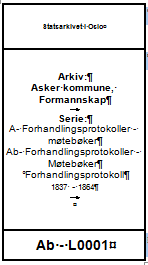 Statsarkivet·i·Oslo¤
Arkiv:¶
Asker·kommune,·
Formannskap¶
→
Serie:¶
A·-·Forhandlingsprotokoller·-·
møtebøker¶
Ab·-·Forhandlingsprotokoller·-·
Møtebøker¶
°Forhandlingsprotokoll¶
1837·-·1864¶
→
¤
Ab·-·L0001¤